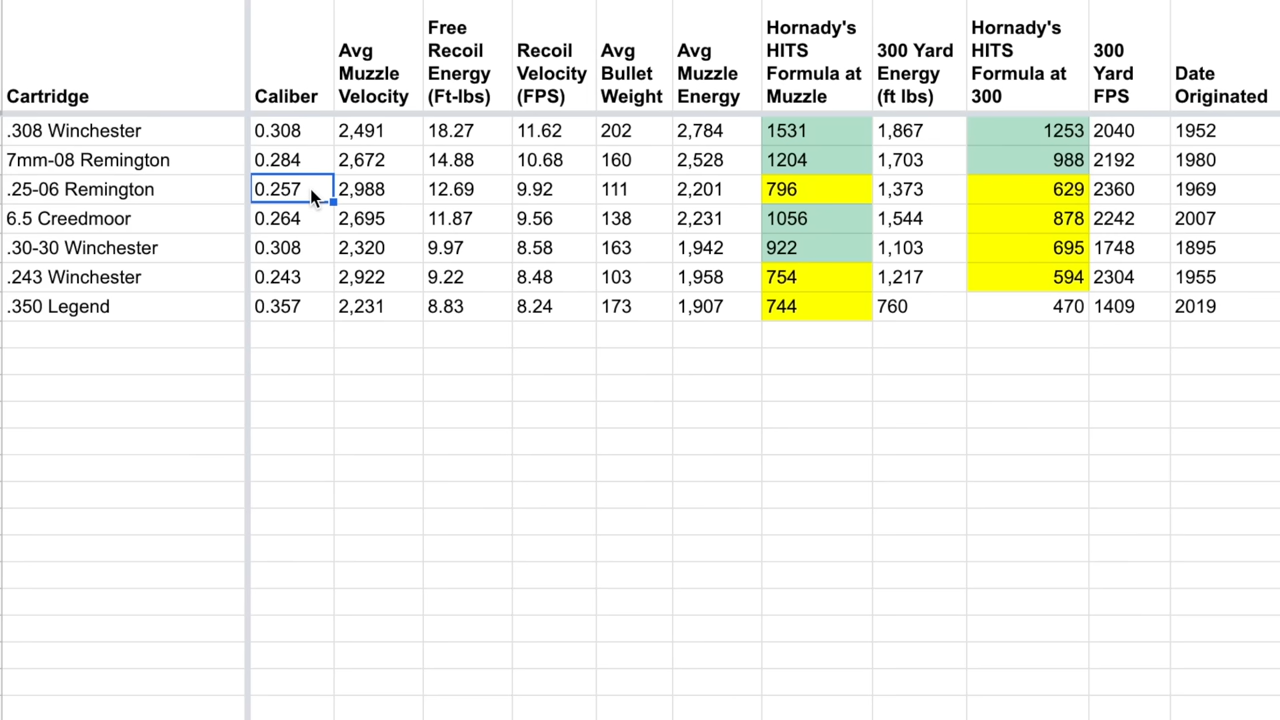 Cartridge Caliber Avg Muzzle Velocity Free Recoil Energy (Ft-lbs) Recoil Velocity (FPS) Avg Bullet Weight Avg Muzzle Energy Hornady's HITS Formula at Muzzle 300 Yard Energy (ft lbs) Hornady's HITS Formula at 300 300 Yard FPS Date Originated
.308 Winchester 0.308 2,491 18.27 11.62 202 2,784 1531 1,867 1253 2040 1952
7mm-08 Remington 0.284 2,672 14.88 10.68 160 2,528 1204 1,703 988 2192 1980
.25-06 Remington 0.257 2,988 12.69 9.92 111 2,201 796 1,373 629 2360 1969
6.5 Creedmoor 0.264 2,695 11.87 9.56 138 2,231 1056 1,544 878 2242 2007
.30-30 Winchester 0.308 2,320 9.97 8.58 163 1,942 922 1,103 695 1748 1895
.243 Winchester 0.243 2,922 9.22 8.48 103 1,958 754 1,217 594 2304 1955
.350 Legend 0.357 2,231 8.83 8.24 173 1,907 744 760 470 1409 2019